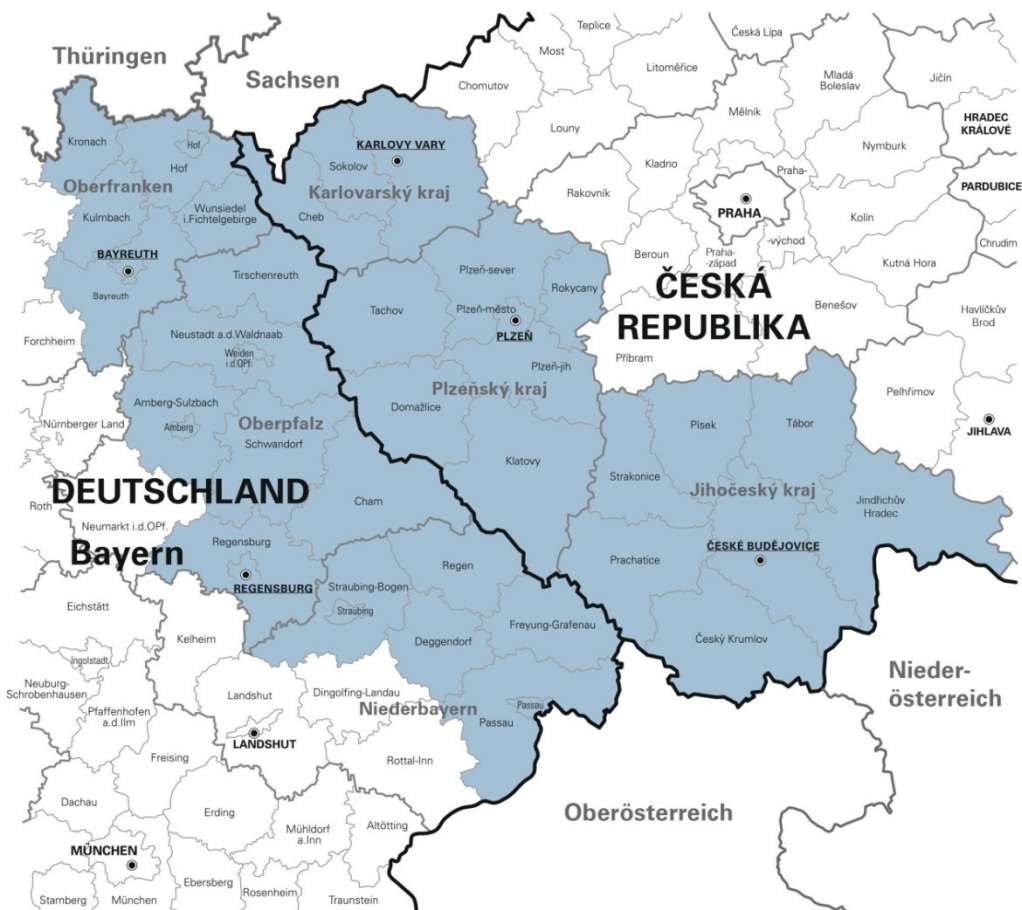 Teplice
Česká Lípa
Thüringen
Most
Litoměřice
Sachsen
Chomutov
Mladá
Boleslav
Jičín
Mělník
HRADEC
KRÁLOVÉ
Louny
Kronach
Hof
KARLOVY VARY
Nymburk
Hof
Sokolov
Kladno
Praha-
Oberfranken
Karlovarský kraj
Rakovník
PARDUBICE
Kulmbach
Wunsiedel
i.Fichtelgebirge
Cheb
PRAHA
Kolín
BAYREUTH
Beroun
Praha-
-západ
-východ
Chrudim
Kutná Hora
Tirschenreuth
Plzeň-sever
Rokycany
ČESKÁ
REPUBLIKA
Bayreuth
Tachov
Plzeň-město
PLZEŇ
Benešov
Havlíčkův
Brod
Forchheim
Neustadt a.d.Waldnaab
Weiden
i.d.OPf.
Příbram
Plzeň-jih
Plzeňský kraj
Pelhřimov
Amberg-Sulzbach
Domažlice
Nürnberger Land
Amberg
Oberpfalz
Schwandorf
Písek
Tábor
JIHLAVA
Klatovy
Strakonice
DEUTSCHLAND
Jihočeský kraj
Jindřichův
Hradec
Roth
Cham
Neumarkt i.d.OPf.
Bayern
Regensburg
ČESKÉ BUDĚJOVICE
Prachatice
Regen
REGENSBURG
Straubing-Bogen
Straubing
Eichstätt
Freyung-Grafenau
Kelheim
Deggendorf
Český Krumlov
Ingolstadt
Neuburg-
Schrobenhausen
Landshut
Dingolfing-Landau
Nieder-
österreich
Pfaffenhofen
a.d.Ilm
Niederbayern
Passau
Passau
LANDSHUT
Freising
Rottal-Inn
Dachau
Erding
Oberösterreich
Mühldorf
a.Inn
Altötting
MÜNCHEN
Ebersberg
Rosenheim
Starnberg
München
Traunstein